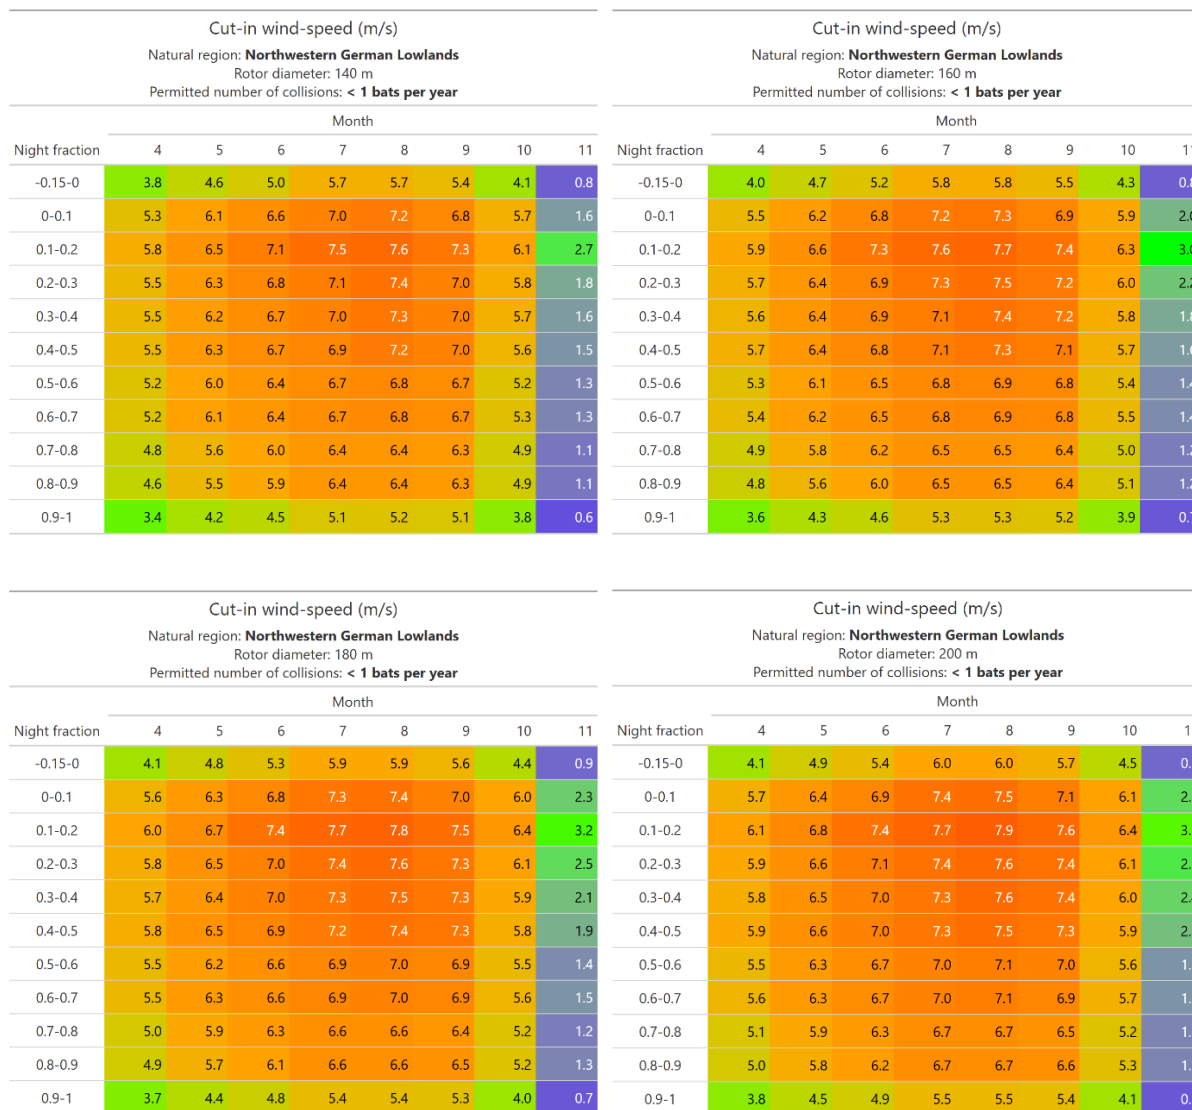 Cut-in wind-speed (m/s)
Natural region: Northwestern German Lowlands
Rotor diameter: 140 m
Permitted number of collisions: < 1 bats per year
Month
Night fraction 4 5 6 7 8 9 10 11
-0.15-0 3.8 4.6 5.0 5.7 5.7 5.4 4.1 0.8
0-0.1 5.3 6.1 6.6 7.0 7.2 6.8 5.7 1.6
0.1-0.2 5.8 6.5 7.1 7.5 7.6 7.3 6.1 2.7
0.2-0.3 5.5 6.3 6.8 7.1 7.4 7.0 5.8 1.8
0.3-0.4 5.5 6.2 6.7 7.0 7.3 7.0 5.7 1.6
0.4-0.5 5.5 6.3 6.7 6.9 7.2 7.0 5.6 1.5
0.5-0.6 5.2 6.0 6.4 6.7 6.8 6.7 5.2 1.3
0.6-0.7 5.2 6.1 6.4 6.7 6.8 6.7 5.3 1.3
0.7-0.8 4.8 5.6 6.0 6.4 6.4 6.3 4.9 1.1
0.8-0.9 4.6 5.5 5.9 6.4 6.4 6.3 4.9 1.1
0.9-1 3.4 4.2 4.5 5.1 5.2 5.1 3.8 0.6
Cut-in wind-speed (m/s)
Natural region: Northwestern German Lowlands
Rotor diameter: 160 m
Permitted number of collisions: < 1 bats per year
Month
Night fraction 4 5 6 7 8 9 10 11
-0.15-0 4.0 4.7 5.2 5.8 5.8 5.5 4.3 0.8
0-0.1 5.5 6.2 6.8 7.2 7.3 6.9 5.9 2.0
0.1-0.2 5.9 6.6 7.3 7.6 7.7 7.4 6.3 3.0
0.2-0.3 5.7 6.4 6.9 7.3 7.5 7.2 6.0 2.2
0.3-0.4 5.6 6.4 6.9 7.1 7.4 7.2 5.8 1.8
0.4-0.5 5.7 6.4 6.8 7.1 7.3 7.1 5.7 1.6
0.5-0.6 5.3 6.1 6.5 6.8 6.9 6.8 5.4 1.4
0.6-0.7 5.4 6.2 6.5 6.8 6.9 6.8 5.5 1.4
0.7-0.8 4.9 5.8 6.2 6.5 6.5 6.4 5.0 1.2
0.8-0.9 4.8 5.6 6.0 6.5 6.5 6.4 5.1 1.2
0.9-1 3.6 4.3 4.6 5.3 5.3 5.2 3.9 0.7
Cut-in wind-speed (m/s)
Natural region: Northwestern German Lowlands
Rotor diameter: 180 m
Permitted number of collisions: < 1 bats per year
Month
Night fraction 4 5 6 7 8 9 10 11
-0.15-0 4.1 4.8 5.3 5.9 5.9 5.6 4.4 0.9
0-0.1 5.6 6.3 6.8 7.3 7.4 7.0 6.0 2.3
0.1-0.2 6.0 6.7 7.4 7.7 7.8 7.5 6.4 3.2
0.2-0.3 5.8 6.5 7.0 7.4 7.6 7.3 6.1 2.5
0.3-0.4 5.7 6.4 7.0 7.3 7.5 7.3 5.9 2.1
0.4-0.5 5.8 6.5 6.9 7.2 7.4 7.3 5.8 1.9
0.5-0.6 5.5 6.2 6.6 6.9 7.0 6.9 5.5 1.4
0.6-0.7 5.5 6.3 6.6 6.9 7.0 6.9 5.6 1.5
0.7-0.8 5.0 5.9 6.3 6.6 6.6 6.4 5.2 1.2
0.8-0.9 4.9 5.7 6.1 6.6 6.6 6.5 5.2 1.3
0.9-1 3.7 4.4 4.8 5.4 5.4 5.3 4.0 0.7
Cut-in wind-speed (m/s)
Natural region: Northwestern German Lowlands
Rotor diameter: 200 m
Permitted number of collisions: < 1 bats per year
Month
Night fraction 4 5 6 7 8 9 10 1
-0.15-0 4.1 4.9 5.4 6.0 6.0 5.7 4.5 0.
0-0.1 5.7 6.4 6.9 7.4 7.5 7.1 6.1 2.
0.1-0.2 6.1 6.8 7.4 7.7 7.9 7.6 6.4 3.
0.2-0.3 5.9 6.6 7.1 7.4 7.6 7.4 6.1 2.
0.3-0.4 5.8 6.5 7.0 7.3 7.6 7.4 6.0 2.
0.4-0.5 5.9 6.6 7.0 7.3 7.5 7.3 5.9 2.
0.5-0.6 5.5 6.3 6.7 7.0 7.1 7.0 5.6 1.
0.6-0.7 5.6 6.3 6.7 7.0 7.1 6.9 5.7 1.
0.7-0.8 5.1 5.9 6.3 6.7 6.7 6.5 5.2 1.
0.8-0.9 5.0 5.8 6.2 6.7 6.7 6.6 5.3 1.
0.9-1 3.8 4.5 4.9 5.5 5.5 5.4 4.1 0.